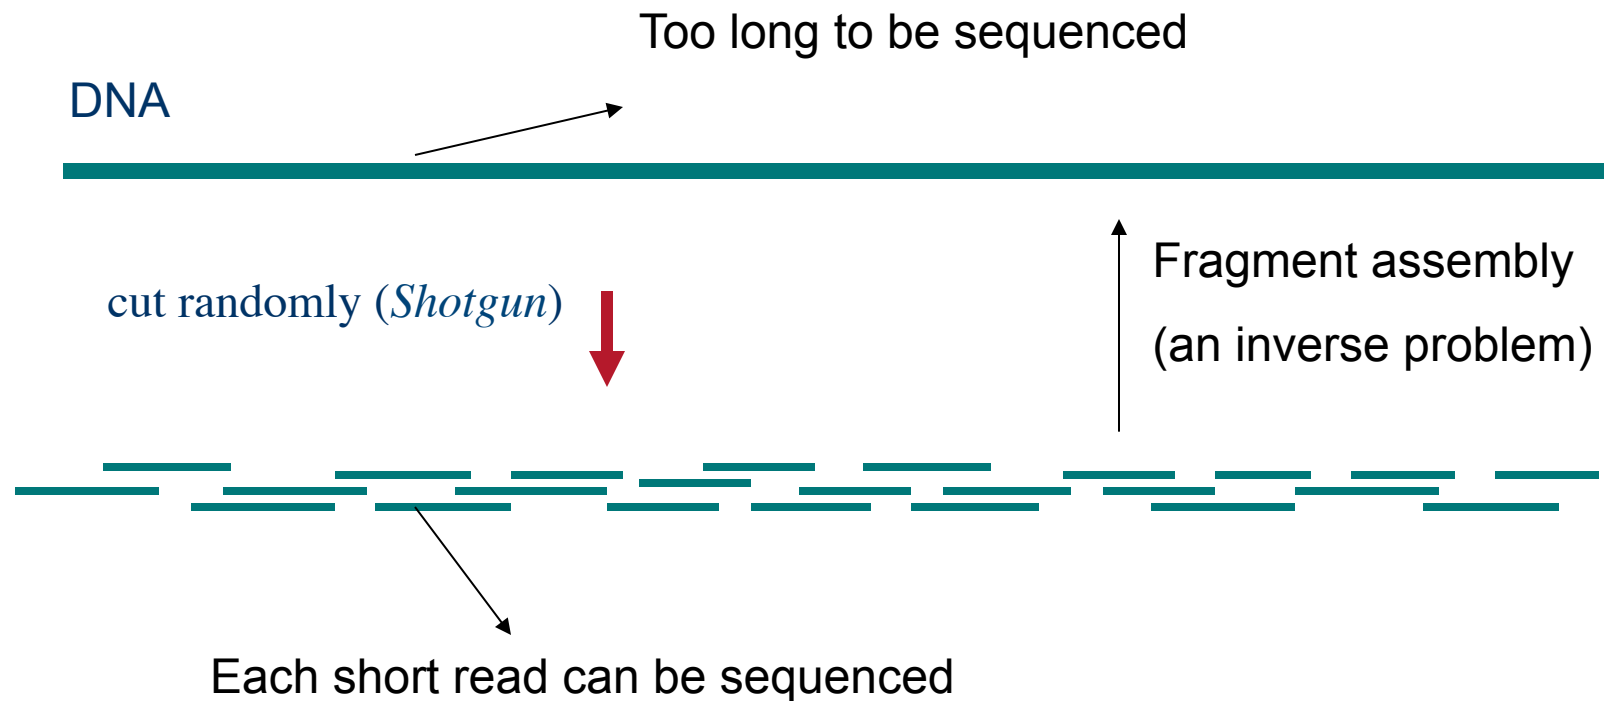 Too long to be sequenced
DNA
Fragment assembly
cut randomly (Shotgun)
(an inverse problem)
Each short read can be sequenced